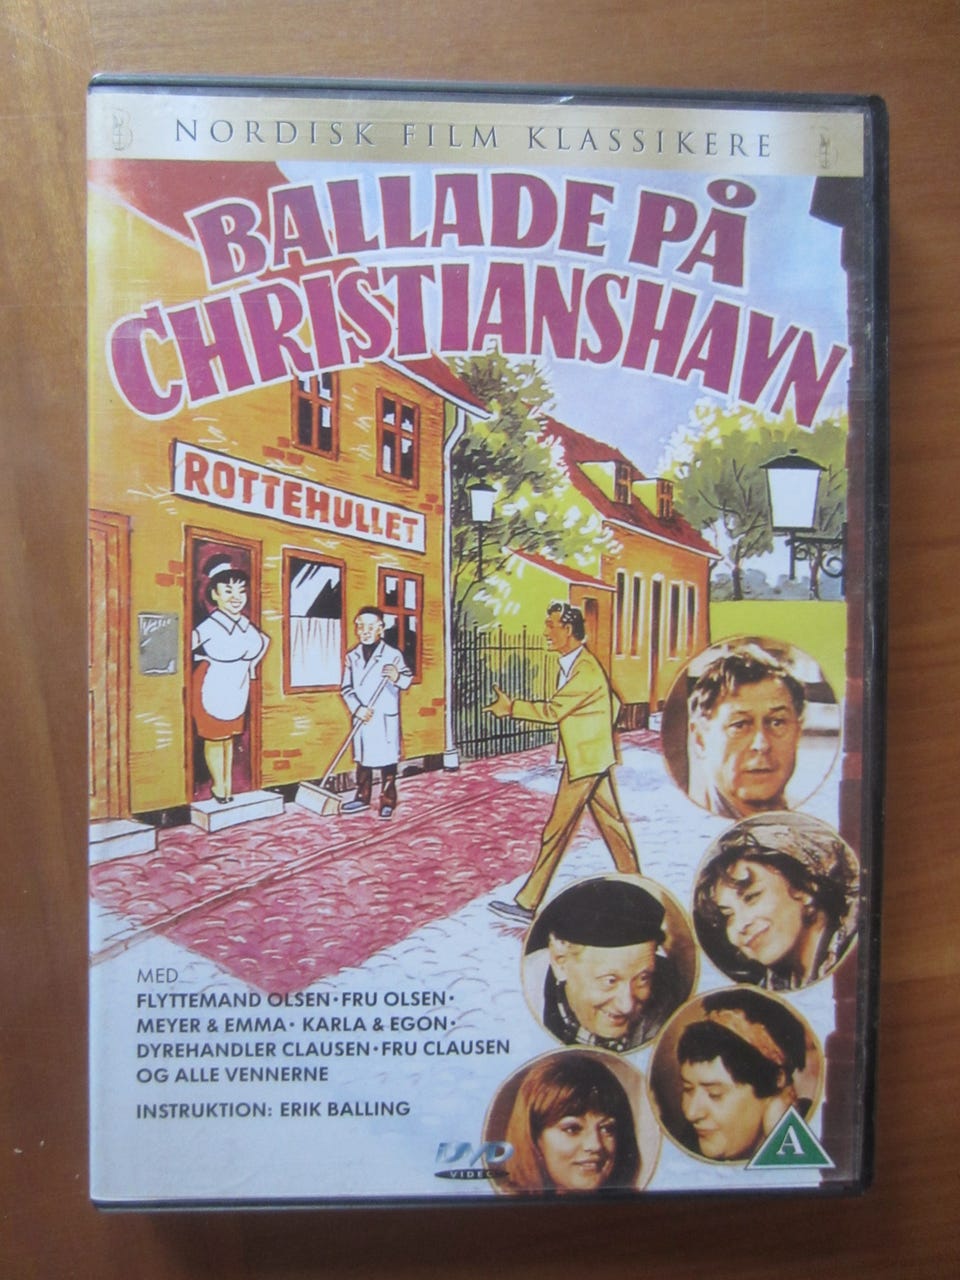 NORDISK FILM KLASSIKERE
BALLADE PÅ
CHRISTIANSHAVN
ROTTEHULLET
MED
FLYTTEMAND OLSEN · FRU OLSEN ·
MEYER & EMMA · KARLA & EGON ·
DYREHANDLER CLAUSEN · FRU CLAUSEN
OG ALLE VENNERNE
INSTRUKTION: ERIK BALLING
DVD
VIDEO
A